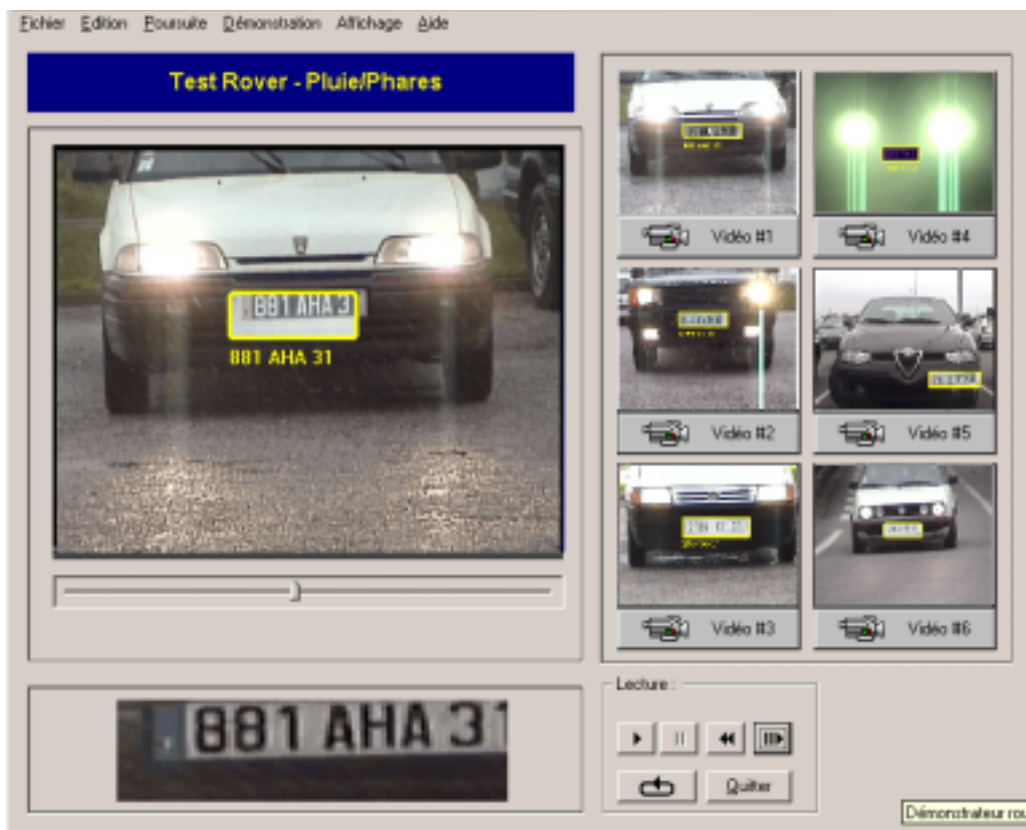 Fichier Edition Poursuite Démonstration Affichage Aide
Test Rover - Pluie/Phares
881 AHA 3
881 AHA 31
Vidéo #1
Vidéo #4
Vidéo #2
Vidéo #5
Vidéo #3
Vidéo #6
881 AHA 31
Lecture :
Quitter
Démonstrateur rou